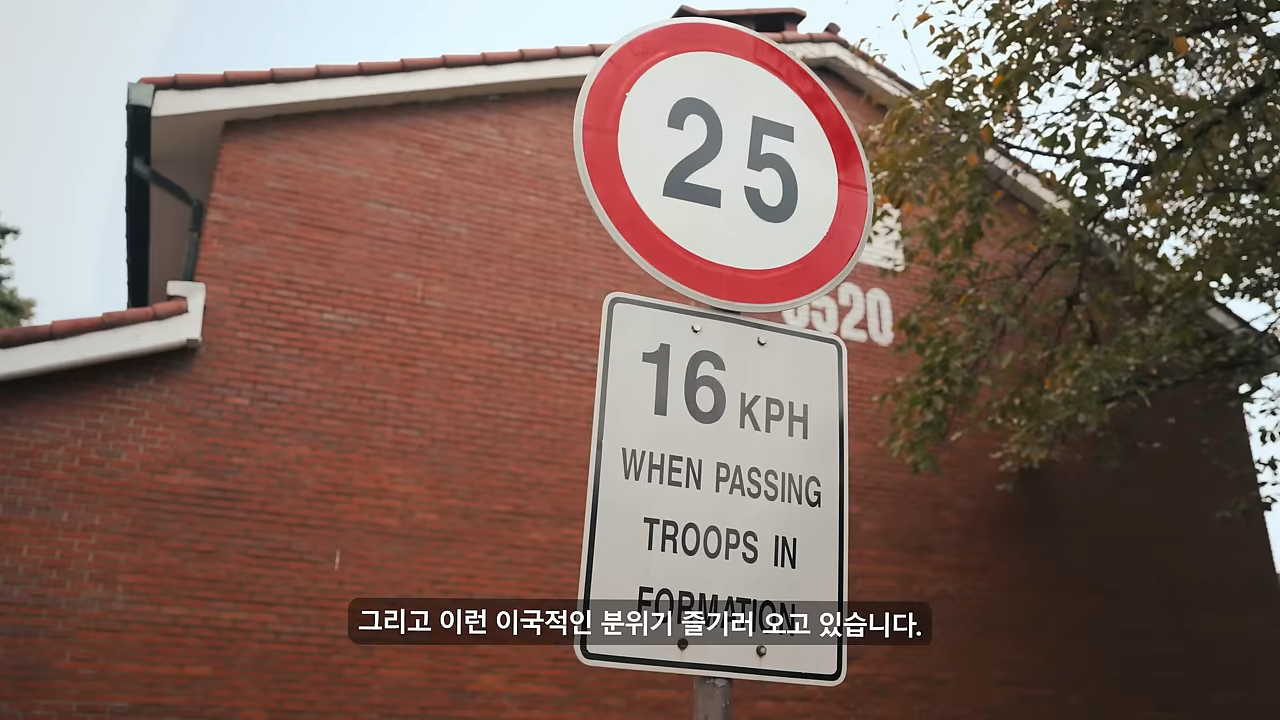 25
16 KPH
WHEN PASSING
TROOPS IN
FORMATION
그리고 이런 이국적인 분위기 즐기러 오고 있습니다.